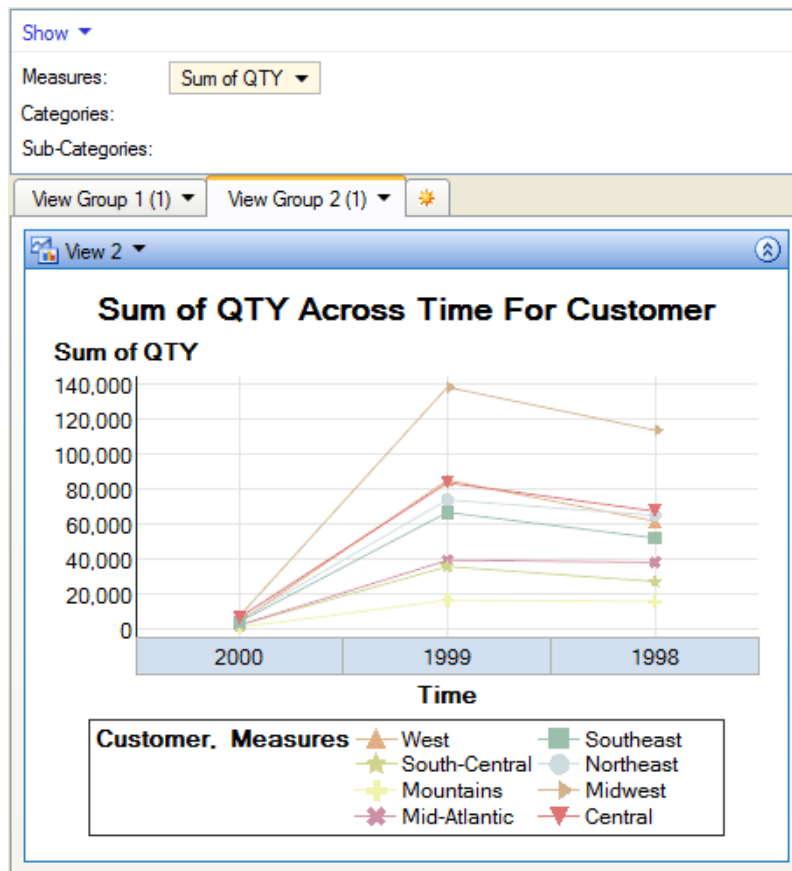 Show
Measures: Sum of QTY
Categories:
Sub-Categories:
View Group 1 (1) View Group 2 (1)
View 2
Sum of QTY Across Time For Customer
Sum of QTY
140,000
120,000
100,000
80,000
60,000
40,000
20,000
0
2000 1999 1998
Time
Customer, Measures West Southeast
South-Central Northeast
Mountains Midwest
Mid-Atlantic Central